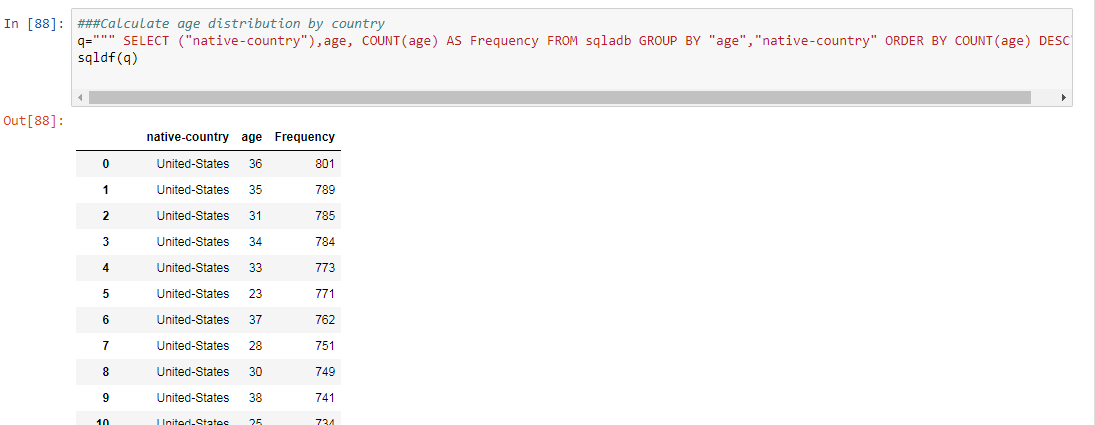 In [88]: ###Calculate age distribution by country
q=""" SELECT ("native-country"),age, COUNT(age) AS Frequency FROM sqladb GROUP BY "age","native-country" ORDER BY COUNT(age) DESC
sqldf(q)
Out[88]:
native-country age Frequency
0 United-States 36 801
1 United-States 35 789
2 United-States 31 785
3 United-States 34 784
4 United-States 33 773
5 United-States 23 771
6 United-States 37 762
7 United-States 28 751
8 United-States 30 749
9 United-States 38 741
10 United-States 25 734